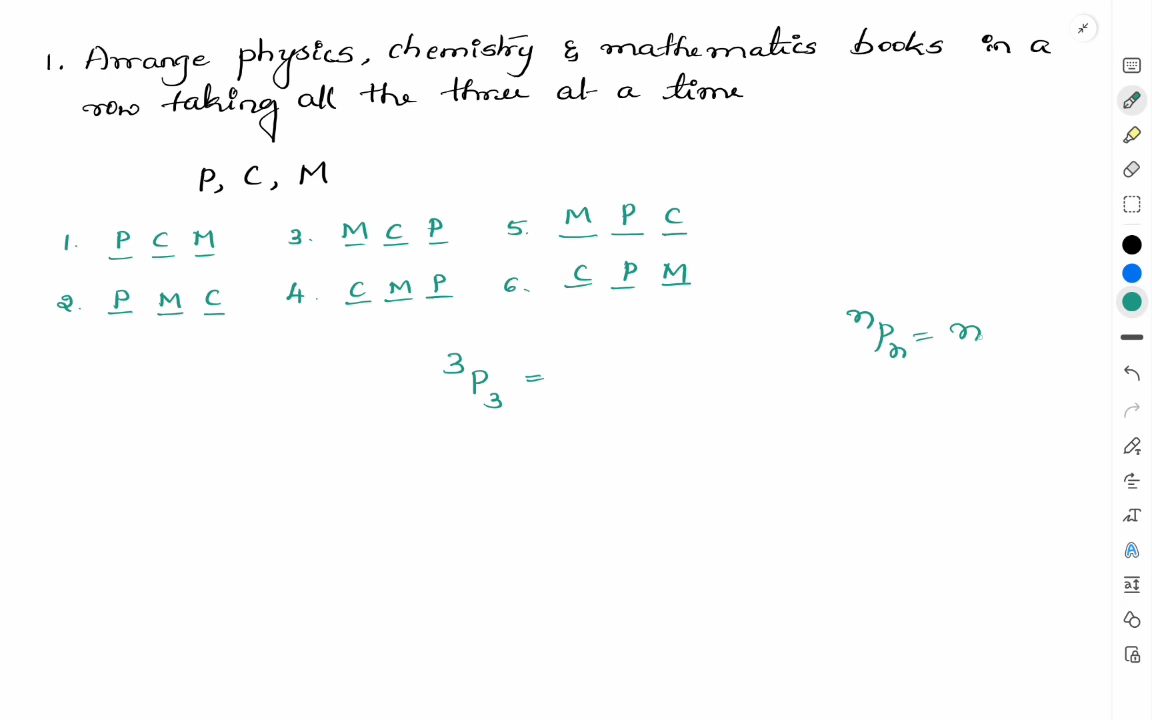 1. Arrange physics, chemistry & mathematics books in a
row taking all the three at a time
P, C, M
1. P C M 3. M C P 5. M P C
2. P M C 4. C M P 6. C P M
ⁿPₙ = n
³P₃ =